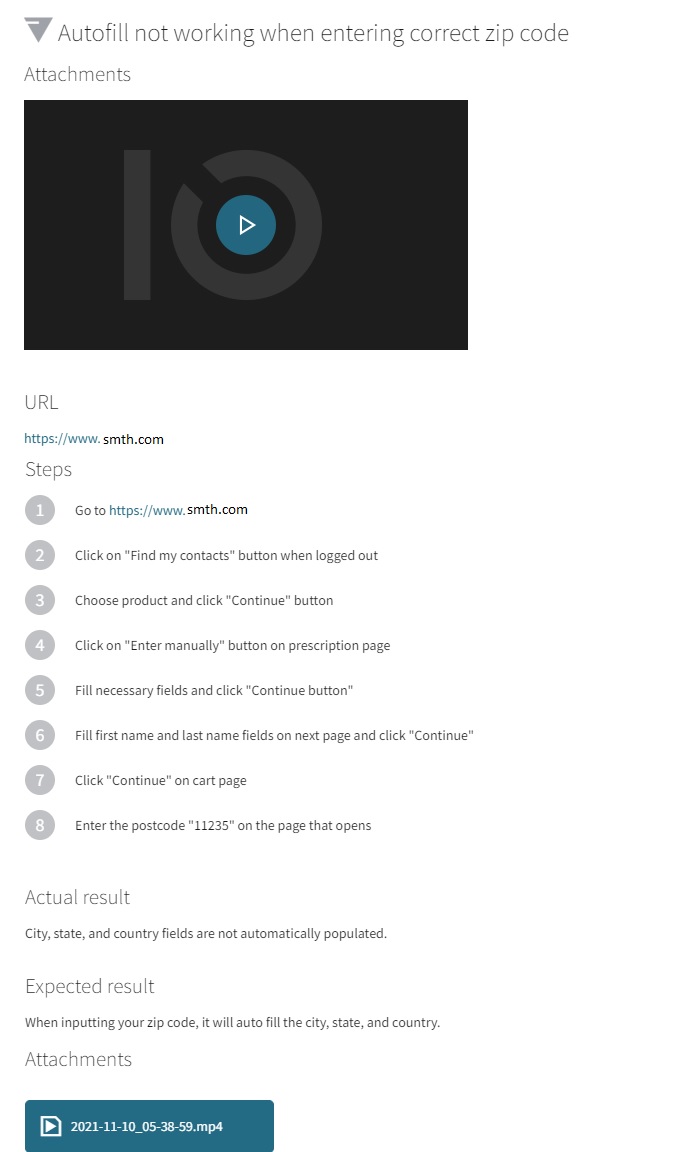 Autofill not working when entering correct zip code
Attachments
URL
https://www.smth.com
Steps
1 Go to https://www.smth.com
2 Click on "Find my contacts" button when logged out
3 Choose product and click "Continue" button
4 Click on "Enter manually" button on prescription page
5 Fill necessary fields and click "Continue button"
6 Fill first name and last name fields on next page and click "Continue"
7 Click "Continue" on cart page
8 Enter the postcode "11235" on the page that opens
Actual result
City, state, and country fields are not automatically populated.
Expected result
When inputting your zip code, it will auto fill the city, state, and country.
Attachments
2021-11-10_05-38-59.mp4